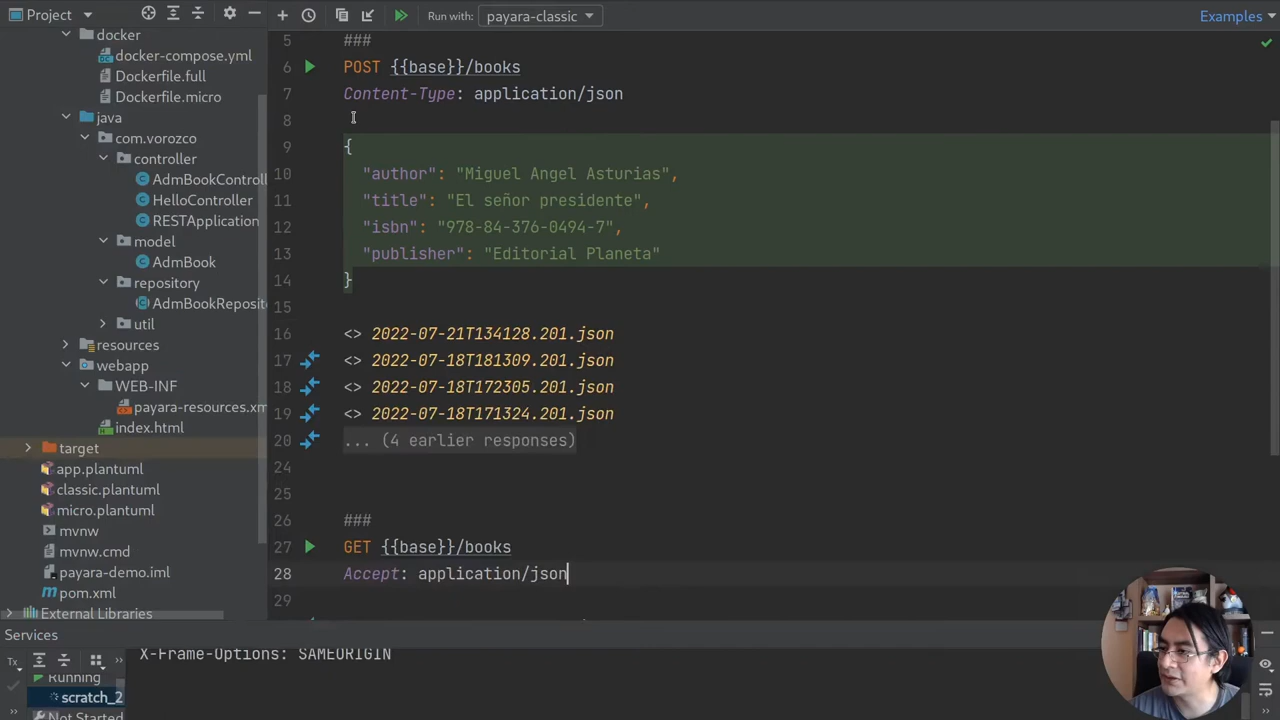 Project
Run with:
payara-classic
Examples
docker
docker-compose.yml
Dockerfile.full
Dockerfile.micro
java
com.vorozco
controller
AdmBookControl
HelloController
RESTApplication
model
AdmBook
repository
AdmBookReposit
util
resources
webapp
WEB-INF
payara-resources.xm
index.html
target
app.plantuml
classic.plantuml
micro.plantuml
mvnw
mvnw.cmd
payara-demo.iml
pom.xml
External Libraries
5 ###
6 POST {{base}}/books
7 Content-Type: application/json
8
9 {
10 "author": "Miguel Angel Asturias",
11 "title": "El señor presidente",
12 "isbn": "978-84-376-0494-7",
13 "publisher": "Editorial Planeta"
14 }
15
16 <> 2022-07-21T134128.201.json
17 <> 2022-07-18T181309.201.json
18 <> 2022-07-18T172305.201.json
19 <> 2022-07-18T171324.201.json
20 ... (4 earlier responses)
24
25
26 ###
27 GET {{base}}/books
28 Accept: application/json
29
Services
Tx
Running
scratch_2
Not Started
X-Frame-Options: SAMEORIGIN